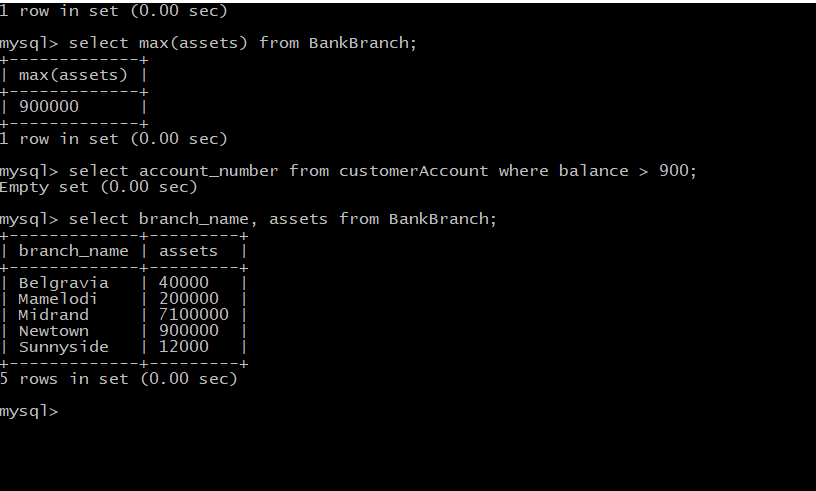 1 row in set (0.00 sec)
mysql> select max(assets) from BankBranch;
+-------------+
| max(assets) |
+-------------+
| 900000      |
+-------------+
1 row in set (0.00 sec)
mysql> select account_number from customerAccount where balance > 900;
Empty set (0.00 sec)
mysql> select branch_name, assets from BankBranch;
+-------------+---------+
| branch_name | assets  |
+-------------+---------+
| Belgravia   | 40000   |
| Mamelodi    | 200000  |
| Midrand     | 7100000 |
| Newtown     | 900000  |
| Sunnyside   | 12000   |
+-------------+---------+
5 rows in set (0.00 sec)
mysql>